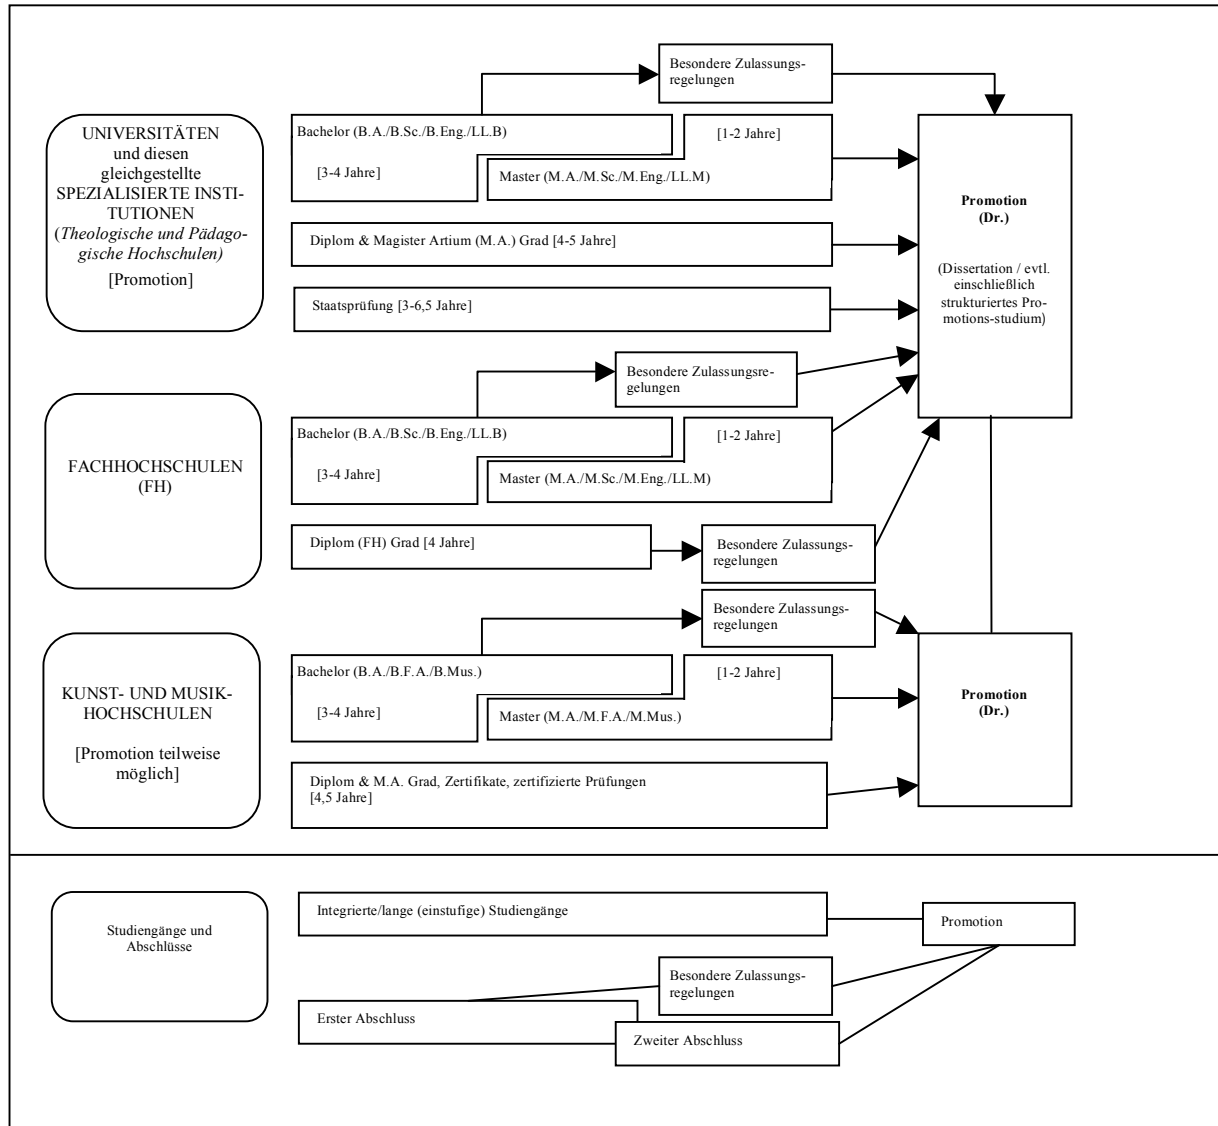 Besondere Zulassungs-
regelungen
UNIVERSITÄTEN
und diesen
gleichgestellte
SPEZIALISIERTE INSTI-
TUTIONEN
(Theologische und Pädago-
gische Hochschulen)
[Promotion]
Bachelor (B.A./B.Sc./B.Eng./LL.B)
[3-4 Jahre]
[1-2 Jahre]
Master (M.A./M.Sc./M.Eng./LL.M)
Diplom & Magister Artium (M.A.) Grad [4-5 Jahre]
Staatsprüfung [3-6,5 Jahre]
Promotion
(Dr.)
(Dissertation / evtl.
einschließlich
strukturiertes Pro-
motions-studium)
Besondere Zulassungsre-
gelungen
FACHHOCHSCHULEN
(FH)
Bachelor (B.A./B.Sc./B.Eng./LL.B)
[3-4 Jahre]
[1-2 Jahre]
Master (M.A./M.Sc./M.Eng./LL.M)
Diplom (FH) Grad [4 Jahre]
Besondere Zulassungs-
regelungen
Besondere Zulassungs-
regelungen
KUNST- UND MUSIK-
HOCHSCHULEN
[Promotion teilweise
möglich]
Bachelor (B.A./B.F.A./B.Mus.)
[3-4 Jahre]
[1-2 Jahre]
Master (M.A./M.F.A./M.Mus.)
Diplom & M.A. Grad, Zertifikate, zertifizierte Prüfungen
[4,5 Jahre]
Promotion
(Dr.)
Studiengänge und
Abschlüsse
Integrierte/lange (einstufige) Studiengänge
Promotion
Besondere Zulassungs-
regelungen
Erster Abschluss
Zweiter Abschluss